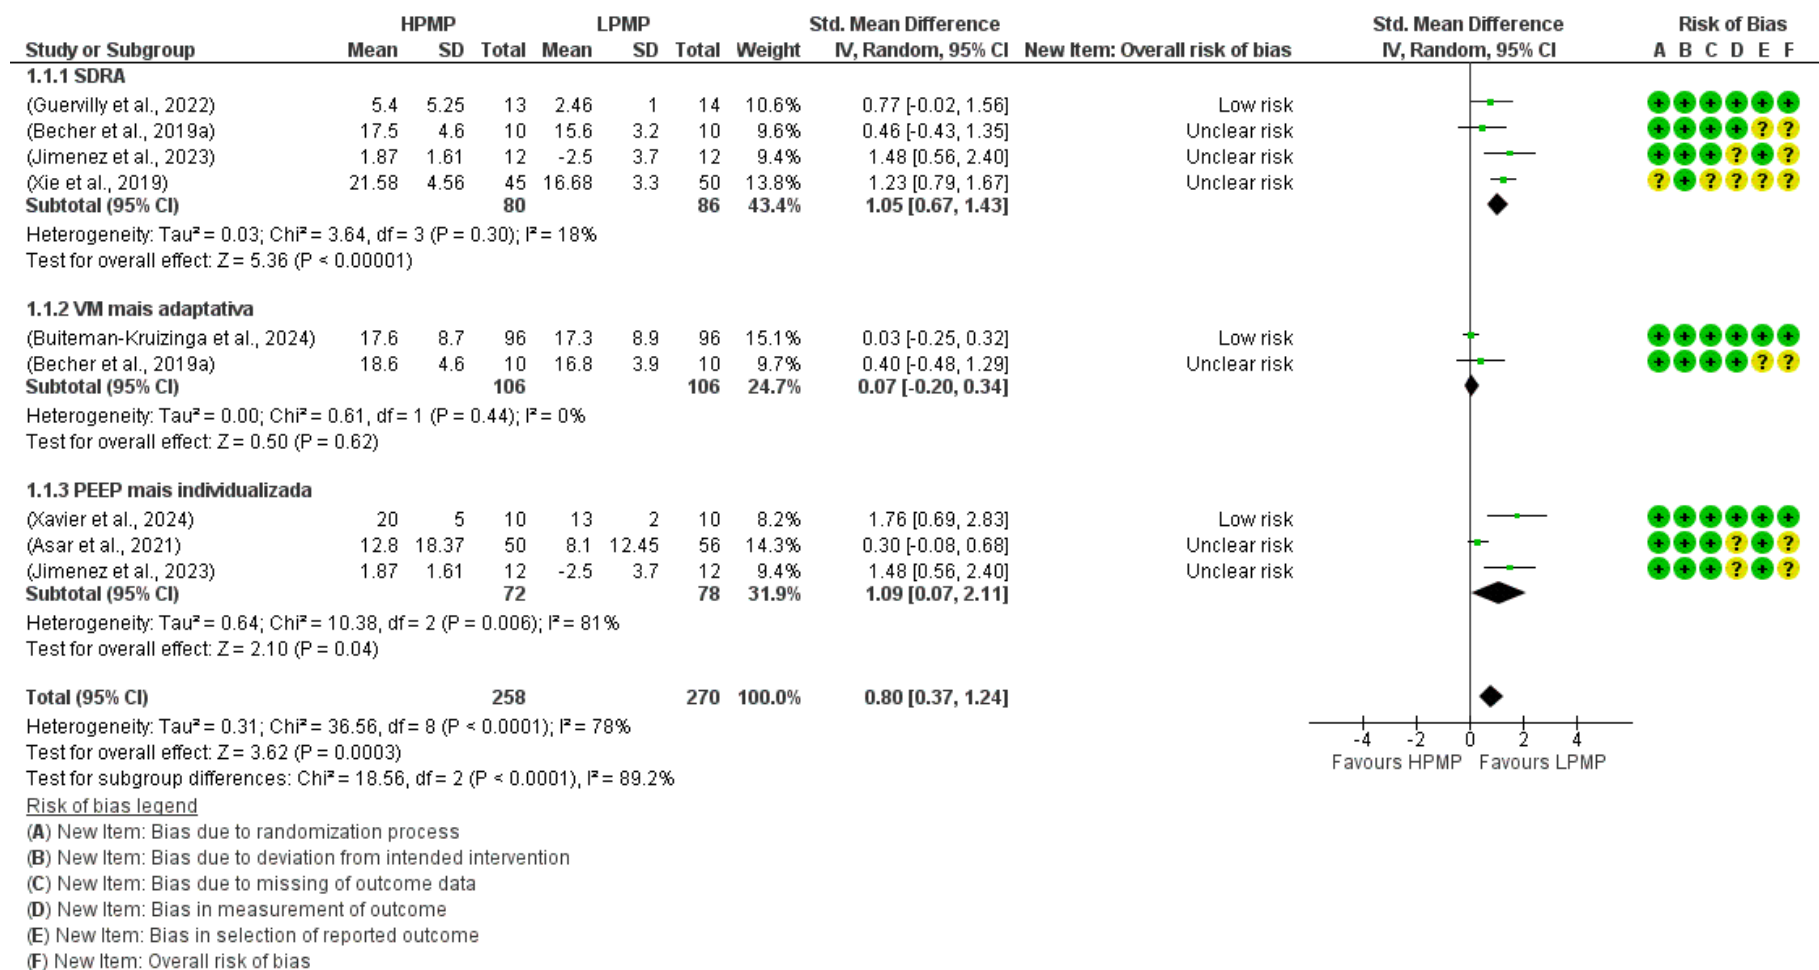 HPMP LPMP Std. Mean Difference Std. Mean Difference Risk of Bias
Study or Subgroup Mean SD Total Mean SD Total Weight IV, Random, 95% CI New Item: Overall risk of bias IV, Random, 95% CI A B C D E F
1.1.1 SDRA
(Guervilly et al., 2022) 5.4 5.25 13 2.46 1 14 10.6% 0.77 [-0.02, 1.56] Low risk + + + + + +
(Becher et al., 2019a) 17.5 4.6 10 15.6 3.2 10 9.6% 0.46 [-0.43, 1.35] Unclear risk + + + + ? ?
(Jimenez et al., 2023) 1.87 1.61 12 -2.5 3.7 12 9.4% 1.48 [0.56, 2.40] Unclear risk + + + ? + ?
(Xie et al., 2019) 21.58 4.56 45 16.68 3.3 50 13.8% 1.23 [0.79, 1.67] Unclear risk ? + ? ? ? ?
Subtotal (95% CI) 80 86 43.4% 1.05 [0.67, 1.43]
Heterogeneity: Tau² = 0.03; Chi² = 3.64, df = 3 (P = 0.30); I² = 18%
Test for overall effect: Z = 5.36 (P < 0.00001)
1.1.2 VM mais adaptativa
(Buiteman-Kruizinga et al., 2024) 17.6 8.7 96 17.3 8.9 96 15.1% 0.03 [-0.25, 0.32] Low risk + + + + + +
(Becher et al., 2019a) 18.6 4.6 10 16.8 3.9 10 9.7% 0.40 [-0.48, 1.29] Unclear risk + + + + ? ?
Subtotal (95% CI) 106 106 24.7% 0.07 [-0.20, 0.34]
Heterogeneity: Tau² = 0.00; Chi² = 0.61, df = 1 (P = 0.44); I² = 0%
Test for overall effect: Z = 0.50 (P = 0.62)
1.1.3 PEEP mais individualizada
(Xavier et al., 2024) 20 5 10 13 2 10 8.2% 1.76 [0.69, 2.83] Low risk + + + + + +
(Asar et al., 2021) 12.8 18.37 50 8.1 12.45 56 14.3% 0.30 [-0.08, 0.68] Unclear risk + + + ? + ?
(Jimenez et al., 2023) 1.87 1.61 12 -2.5 3.7 12 9.4% 1.48 [0.56, 2.40] Unclear risk + + + ? + ?
Subtotal (95% CI) 72 78 31.9% 1.09 [0.07, 2.11]
Heterogeneity: Tau² = 0.64; Chi² = 10.38, df = 2 (P = 0.006); I² = 81%
Test for overall effect: Z = 2.10 (P = 0.04)
Total (95% CI) 258 270 100.0% 0.80 [0.37, 1.24]
Heterogeneity: Tau² = 0.31; Chi² = 36.56, df = 8 (P < 0.0001); I² = 78%
Test for overall effect: Z = 3.62 (P = 0.0003)
Test for subgroup differences: Chi² = 18.56, df = 2 (P < 0.0001), I² = 89.2%
-4 -2 0 2 4
Favours HPMP Favours LPMP
Risk of bias legend
(A) New Item: Bias due to randomization process
(B) New Item: Bias due to deviation from intended intervention
(C) New Item: Bias due to missing of outcome data
(D) New Item: Bias in measurement of outcome
(E) New Item: Bias in selection of reported outcome
(F) New Item: Overall risk of bias